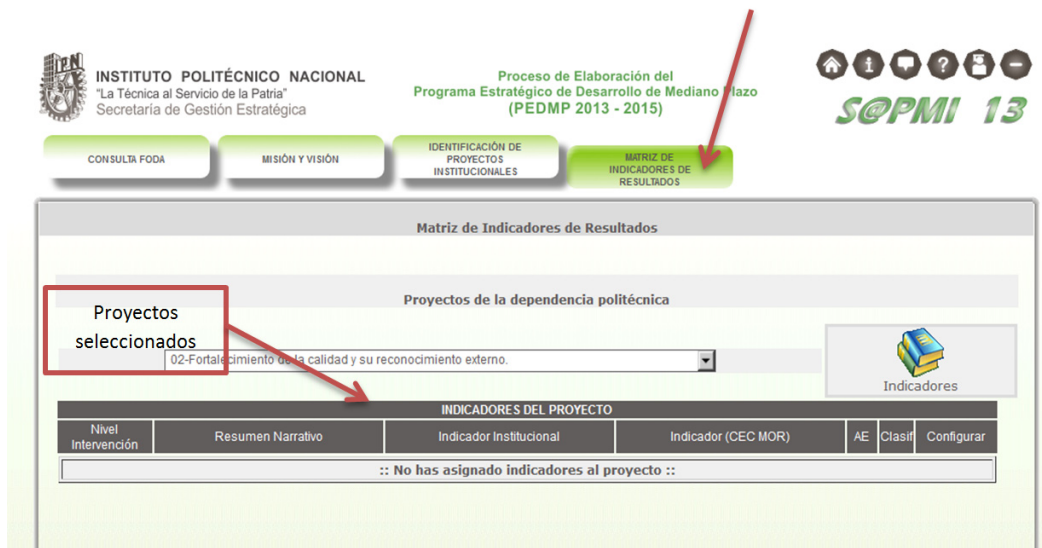 INSTITUTO POLITÉCNICO NACIONAL
"La Técnica al Servicio de la Patria"
Secretaría de Gestión Estratégica
Proceso de Elaboración del
Programa Estratégico de Desarrollo de Mediano Plazo
(PEDMP 2013 - 2015)
S@PMI 13
CONSULTA FODA
MISIÓN Y VISIÓN
IDENTIFICACIÓN DE
PROYECTOS
INSTITUCIONALES
MATRIZ DE
INDICADORES DE
RESULTADOS
Matriz de Indicadores de Resultados
Proyectos de la dependencia politécnica
Proyectos
seleccionados
02-Fortalecimiento de la calidad y su reconocimiento externo.
Indicadores
INDICADORES DEL PROYECTO
Nivel
Intervención
Resumen Narrativo
Indicador Institucional
Indicador (CEC MOR)
AE
Clasif
Configurar
:: No has asignado indicadores al proyecto ::